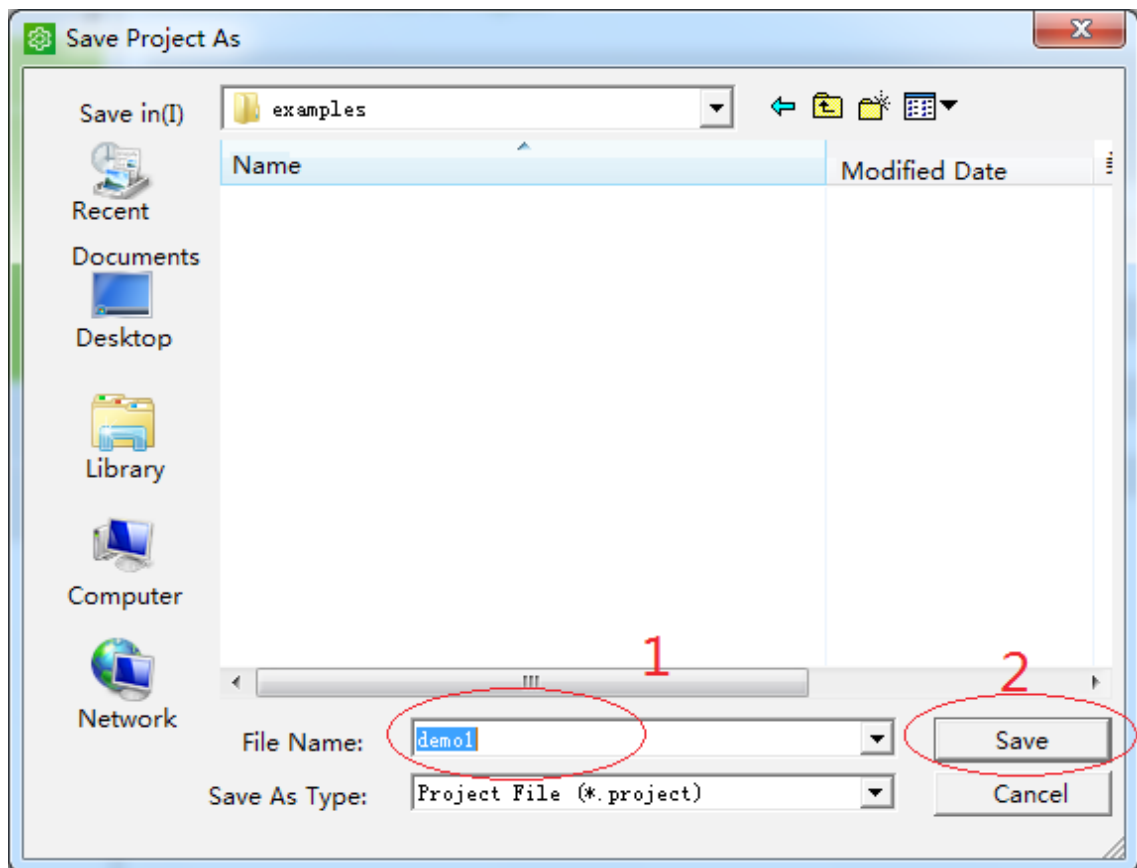 Save Project As
Save in(I)
examples
Name
Modified Date
Recent
Documents
Desktop
Library
Computer
Network
1
2
File Name:
demo1
Save
Save As Type:
Project File (*.project)
Cancel